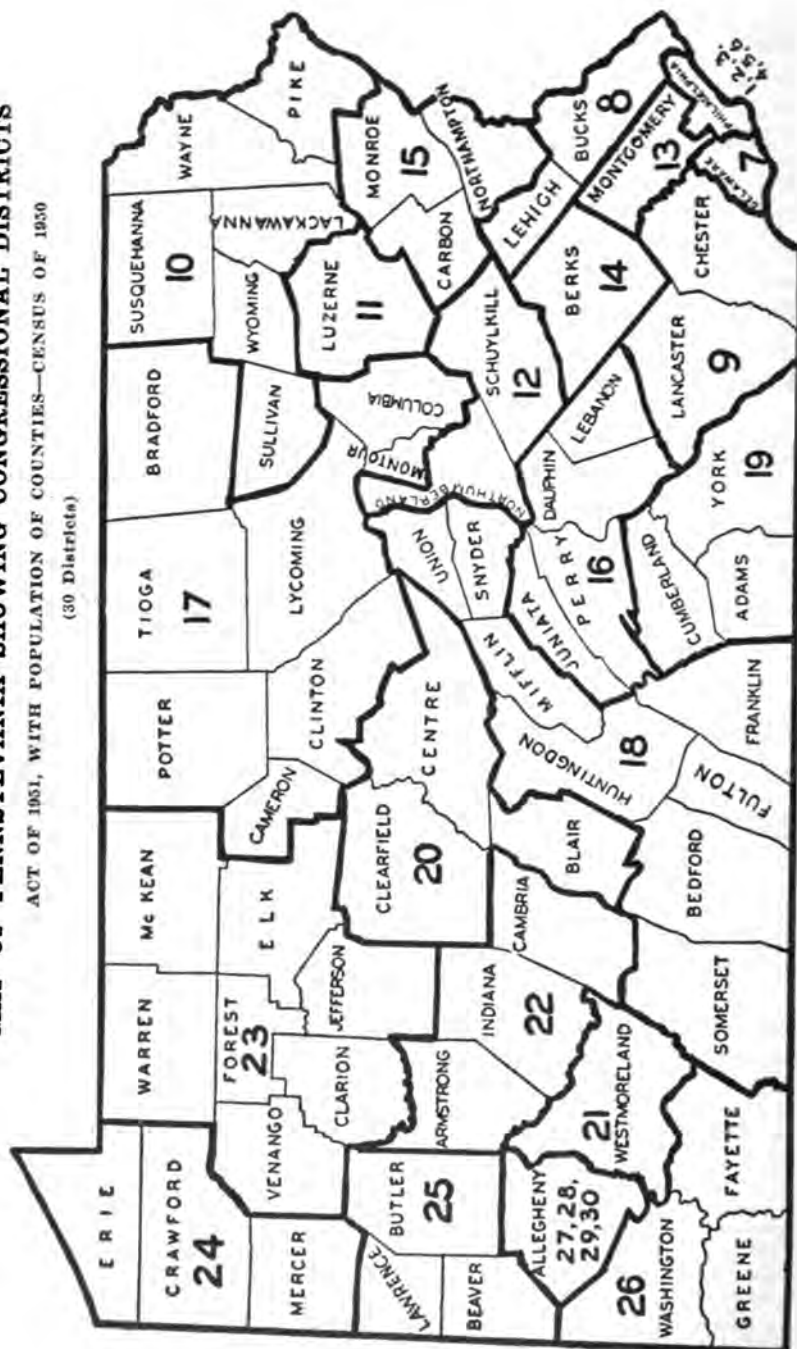 MAP OF PENNSYLVANIA SHOWING CONGRESSIONAL DISTRICTS
ACT OF 1951, WITH POPULATION OF COUNTIES—CENSUS OF 1950
(30 Districts)
ERIE
CRAWFORD
24
MERCER
WARREN
Mc KEAN
FOREST
23
ELK
VENANGO
CLARION
JEFFERSON
POTTER
CAMERON
CLINTON
TIOGA
17
BRADFORD
LYCOMING
SULLIVAN
SUSQUEHANNA
10
WAYNE
PIKE
WYOMING
LACKAWANNA
LUZERNE
11
MONROE
15
CARBON
NORTHAMPTON
COLUMBIA
MONTOUR
NORTHUMBERLAND
UNION
SNYDER
CLEARFIELD
20
CENTRE
LAWRENCE
BUTLER
25
BEAVER
ARMSTRONG
INDIANA
22
CAMBRIA
BLAIR
HUNTINGDON
18
MIFFLIN
JUNIATA
PERRY
16
DAUPHIN
LEBANON
SCHUYLKILL
12
LEHIGH
BERKS
14
BUCKS
8
MONTGOMERY
13
PHILADELPHIA
1, 2, 3,
4, 5, 6
DELAWARE
7
CHESTER
LANCASTER
9
YORK
19
CUMBERLAND
ADAMS
FRANKLIN
FULTON
BEDFORD
SOMERSET
21
WESTMORELAND
ALLEGHENY
27, 28,
29, 30
26
WASHINGTON
FAYETTE
GREENE